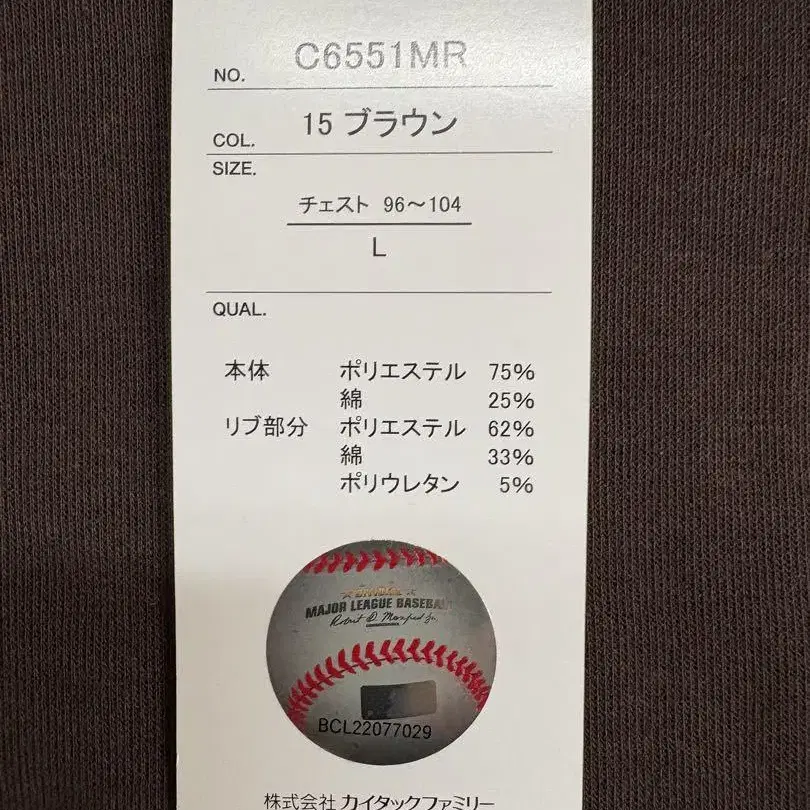 NO. C6551MR
COL. 15 ブラウン
SIZE.
チェスト 96～104
L
QUAL.
本体 ポリエステル 75%
綿 25%
リブ部分 ポリエステル 62%
綿 33%
ポリウレタン 5%
MAJOR LEAGUE BASEBALL
BCL22077029
株式会社 カイタックファミリー